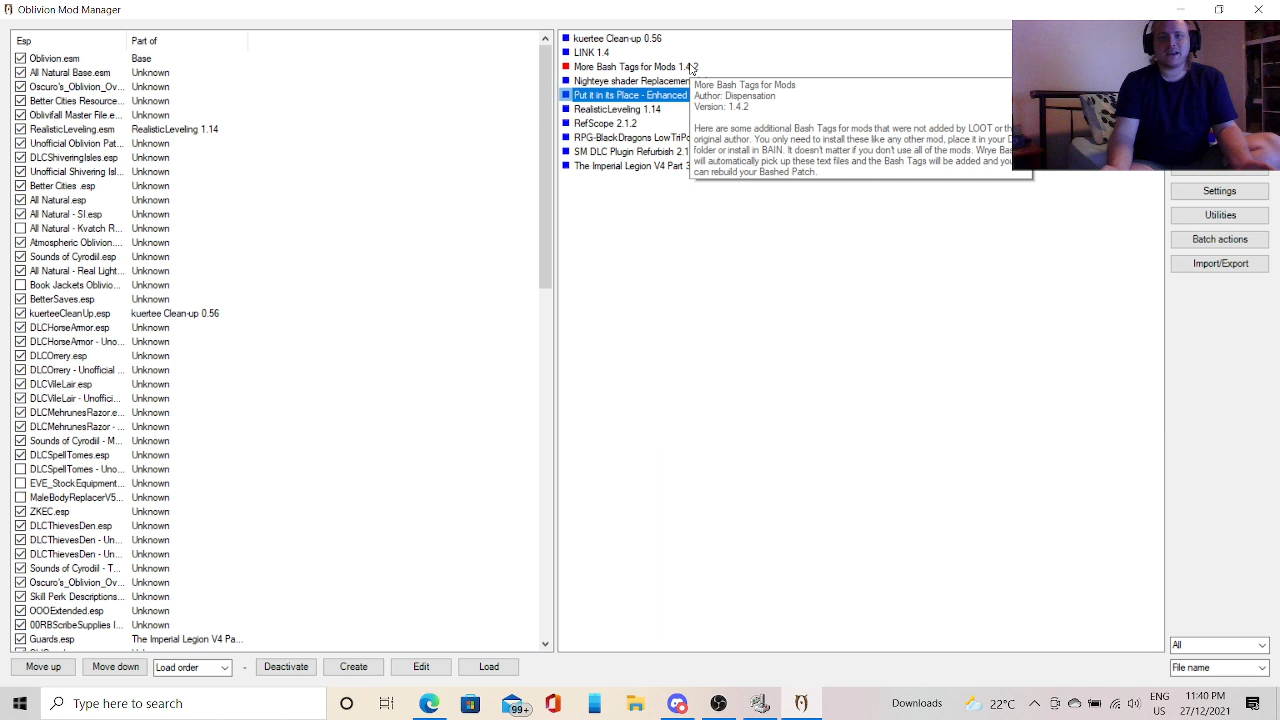 Oblivion Mod Manager
Esp Part of
Oblivion.esm Base
All Natural Base.esm Unknown
Oscuro's_Oblivion_Ov... Unknown
Better Cities Resource... Unknown
Oblivifall Master File.e... Unknown
RealisticLeveling.esm RealisticLeveling 1.14
Unofficial Oblivion Pat... Unknown
DLCShiveringIsles.esp Unknown
Unofficial Shivering Isl... Unknown
Better Cities .esp Unknown
All Natural.esp Unknown
All Natural - SI.esp Unknown
All Natural - Kvatch R... Unknown
Atmospheric Oblivion.... Unknown
Sounds of Cyrodil.esp Unknown
All Natural - Real Light... Unknown
Book Jackets Oblivio... Unknown
BetterSaves.esp Unknown
kuerteeCleanUp.esp kuertee Clean-up 0.56
DLCHorseArmor.esp Unknown
DLCHorseArmor - Uno... Unknown
DLCOrrery.esp Unknown
DLCOrrery - Unofficial ... Unknown
DLCVileLair.esp Unknown
DLCVileLair - Unoffici... Unknown
DLCMehrunesRazor.e... Unknown
DLCMehrunesRazor - ... Unknown
Sounds of Cyrodil - M... Unknown
DLCSpellTomes.esp Unknown
DLCSpellTomes - Uno... Unknown
EVE_StockEquipment... Unknown
MaleBodyReplacerV5... Unknown
ZKEC.esp Unknown
DLCThievesDen.esp Unknown
DLCThievesDen - Un... Unknown
DLCThievesDen - Un... Unknown
Sounds of Cyrodil - T... Unknown
Oscuro's_Oblivion_Ov... Unknown
Skill Perk Descriptions... Unknown
OOOExtended.esp Unknown
00RBScribeSupplies I... Unknown
Guards.esp The Imperial Legion V4 Pa...
kuertee Clean-up 0.56
LINK 1.4
More Bash Tags for Mods 1.4.2
Nighteye shader Replacemen
Put it in its Place - Enhanced
RealisticLeveling 1.14
RefScope 2.1.2
RPG-BlackDragons LowTriPo
SM DLC Plugin Refurbish 2.1
The Imperial Legion V4 Part
More Bash Tags for Mods
Author: Dispensation
Version: 1.4.2
Here are some additional Bash Tags for mods that were not added by LOOT or th
original author. You only need to install these like any other mod, place it in your D
folder or install in BAIN. It doesn't matter if you don't use all of the mods. Wrye Bas
will automatically pick up these text files and the Bash Tags will be added and you
can rebuild your Bashed Patch.
Settings
Utilities
Batch actions
Import/Export
All
File name
Move up Move down Load order - Deactivate Create Edit Load
Type here to search
99+
Downloads
22°C
ENG
US
11:40 PM
27/12/2021